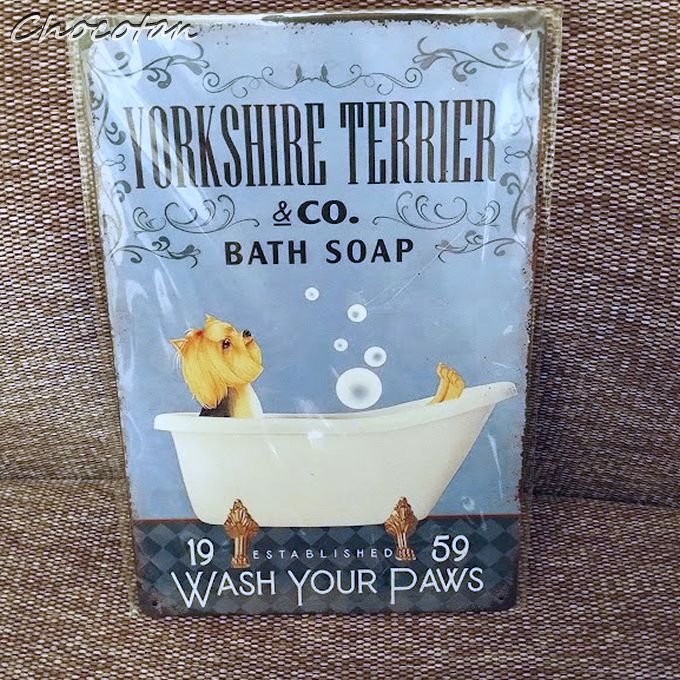 Chocotan
YORKSHIRE TERRIER
& CO.
BATH SOAP
19 ESTABLISHED 59
WASH YOUR PAWS